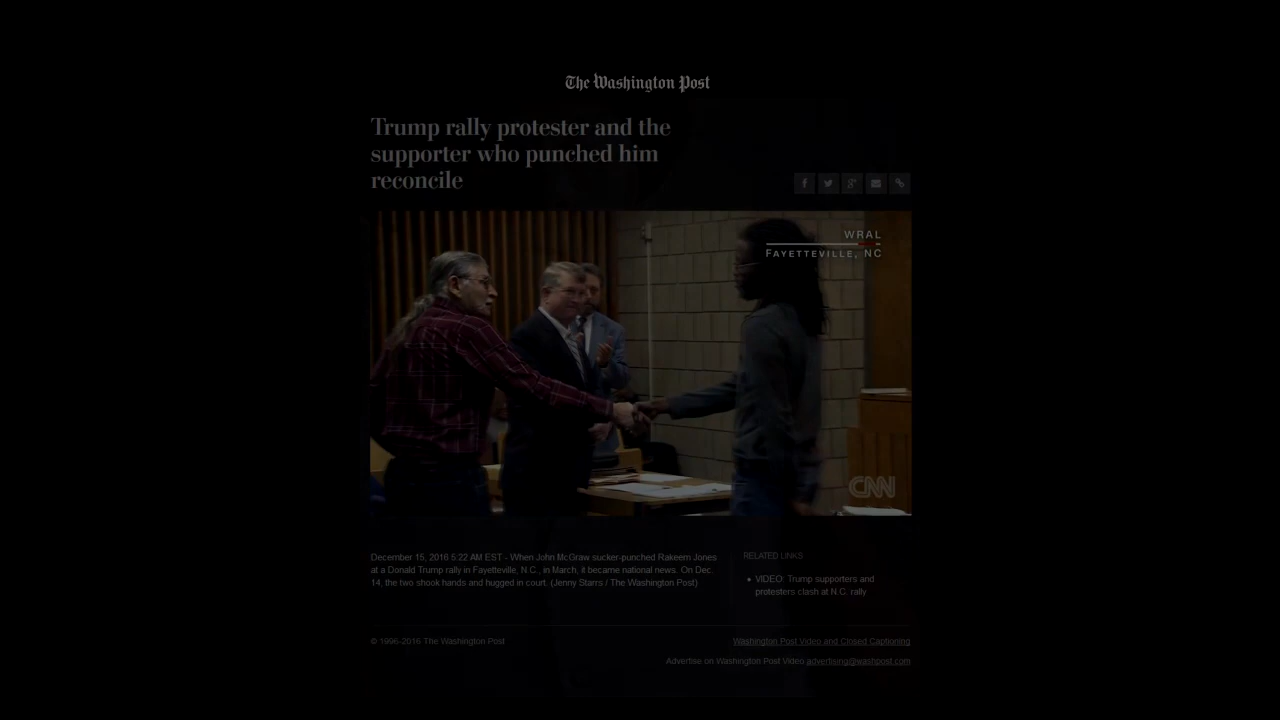 The Washington Post
Trump rally protester and the
supporter who punched him
reconcile
WRAL
FAYETTEVILLE, NC
CNN
December 15, 2016 5:22 AM EST - When John McGraw sucker-punched Rakeem Jones
at a Donald Trump rally in Fayetteville, N.C., in March, it became national news. On Dec.
14, the two shook hands and hugged in court. (Jenny Starrs / The Washington Post)
RELATED LINKS
VIDEO: Trump supporters and
protesters clash at N.C. rally
© 1996-2016 The Washington Post
Washington Post Video and Closed Captioning
Advertise on Washington Post Video advertising@washpost.com